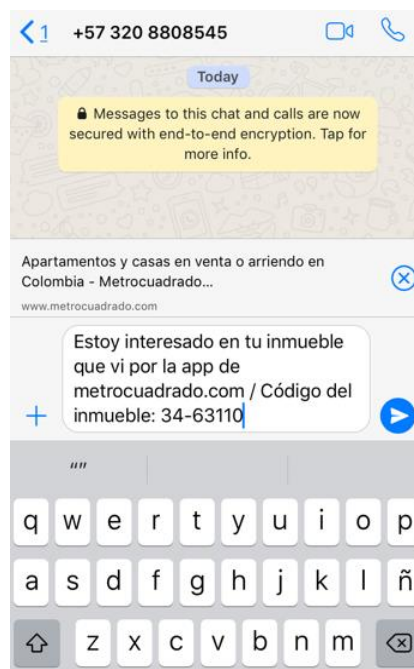 1 +57 320 8808545
Today
Messages to this chat and calls are now
secured with end-to-end encryption. Tap for
more info.
Apartamentos y casas en venta o arriendo en
Colombia - Metrocuadrado...
www.metrocuadrado.com
Estoy interesado en tu inmueble
que vi por la app de
metrocuadrado.com / Código del
inmueble: 34-63110
“”
q w e r t y u i o p
a s d f g h j k l ñ
z x c v b n m